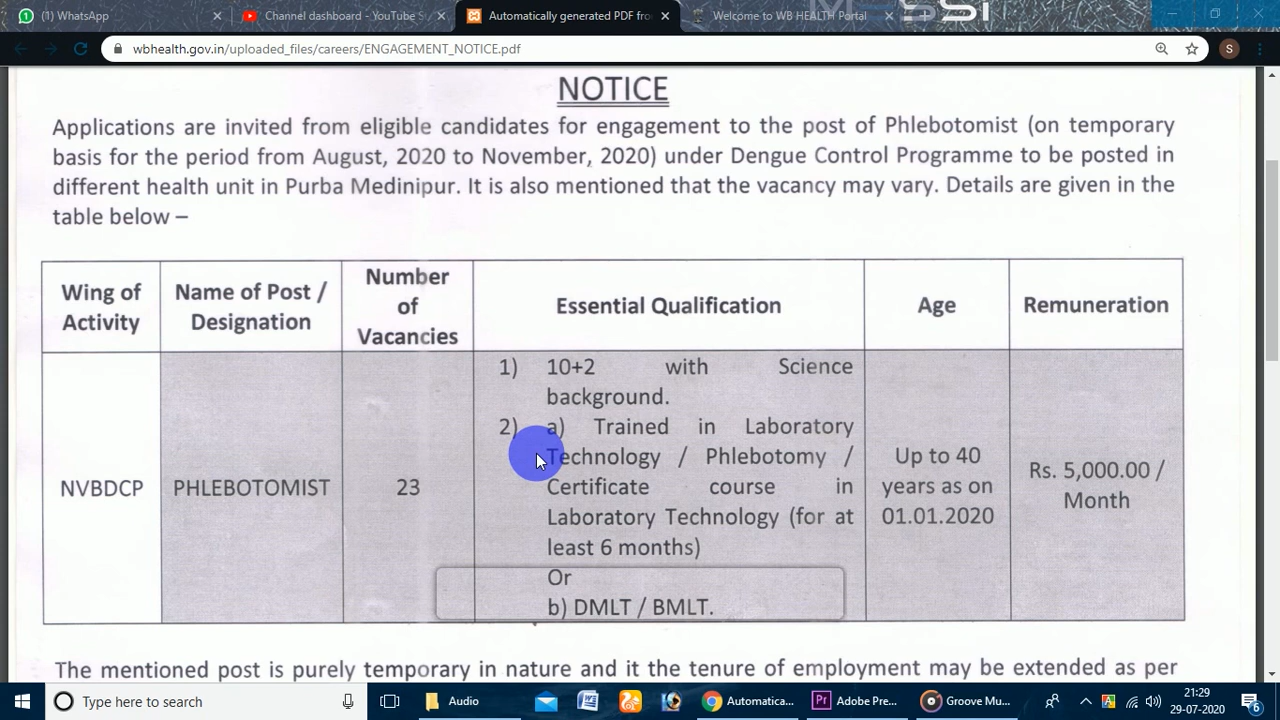 (1) WhatsApp
Channel dashboard - YouTube
Automatically generated PDF fro
Welcome to WB HEALTH Portal
wbhealth.gov.in/uploaded_files/careers/ENGAGEMENT_NOTICE.pdf
S
NOTICE
Applications are invited from eligible candidates for engagement to the post of Phlebotomist (on temporary
basis for the period from August, 2020 to November, 2020) under Dengue Control Programme to be posted in
different health unit in Purba Medinipur. It is also mentioned that the vacancy may vary. Details are given in the
table below –
Wing of
Activity
Name of Post /
Designation
Number
of
Vacancies
Essential Qualification
Age
Remuneration
NVBDCP
PHLEBOTOMIST
23
1) 10+2 with Science
background.
2) a) Trained in Laboratory
Technology / Phlebotomy /
Certificate course in
Laboratory Technology (for at
least 6 months)
Or
b) DMLT / BMLT.
Up to 40
years as on
01.01.2020
Rs. 5,000.00 /
Month
The mentioned post is purely temporary in nature and it the tenure of employment may be extended as per
Type here to search
Audio
Automatica...
Adobe Pre...
Groove Mu...
21:29
29-07-2020
6